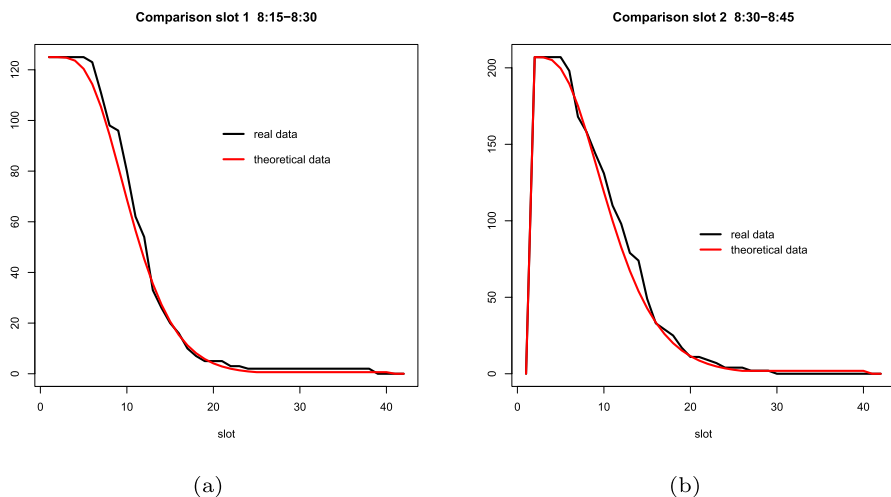 Comparison slot 1 8:15−8:30
120
100
80
60
40
20
0
real data
theoretical data
0 10 20 30 40
slot
(a)
Comparison slot 2 8:30−8:45
200
150
100
50
0
real data
theoretical data
0 10 20 30 40
slot
(b)